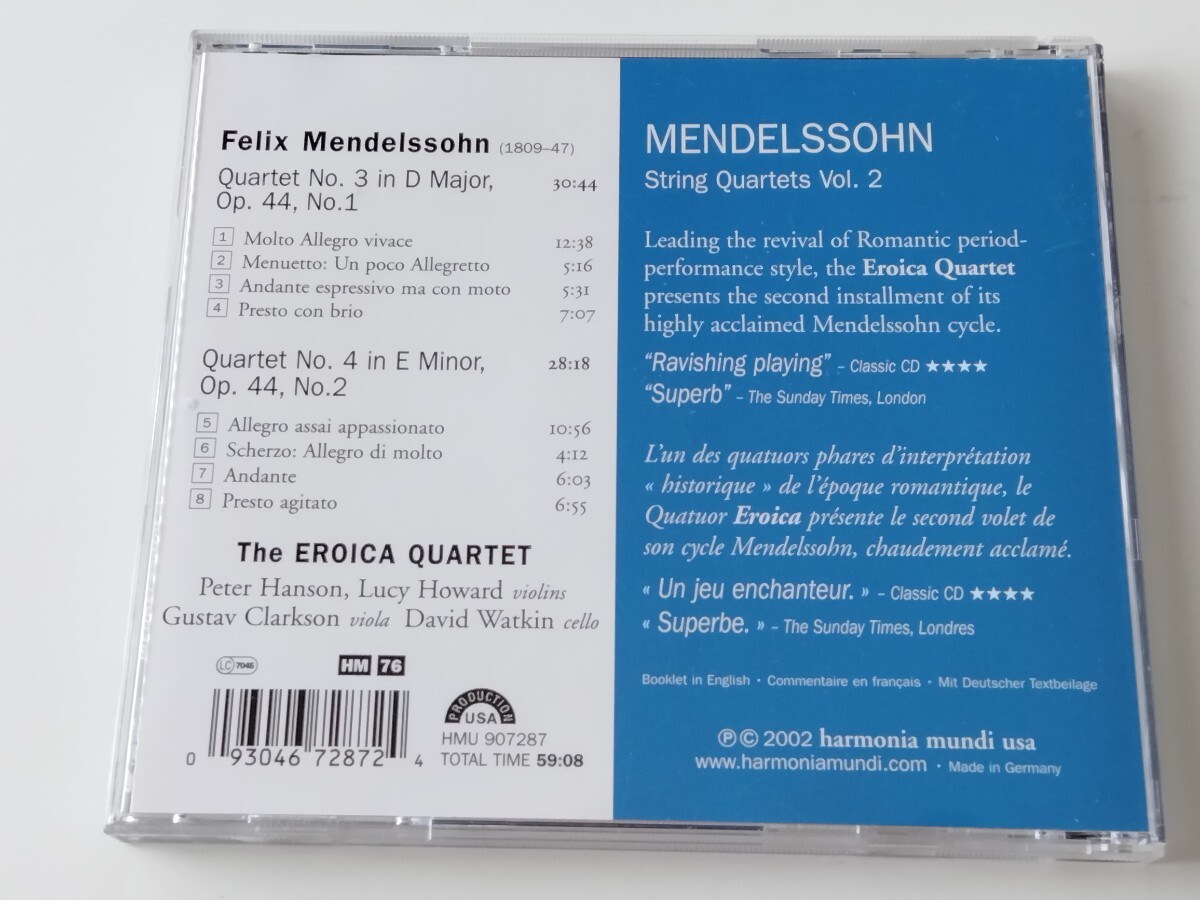 Felix Mendelssohn (1809–47)
Quartet No. 3 in D Major, 30:44
Op. 44, No.1
1 Molto Allegro vivace 12:38
2 Menuetto: Un poco Allegretto 5:16
3 Andante espressivo ma con moto 5:31
4 Presto con brio 7:07
Quartet No. 4 in E Minor, 28:18
Op. 44, No.2
5 Allegro assai appassionato 10:56
6 Scherzo: Allegro di molto 4:12
7 Andante 6:03
8 Presto agitato 6:55
The EROICA QUARTET
Peter Hanson, Lucy Howard violins
Gustav Clarkson viola David Watkin cello
LC 7045
HM 76
0 93046 72872 4
PRODUCTION
USA
HMU 907287
TOTAL TIME 59:08
MENDELSSOHN
String Quartets Vol. 2
Leading the revival of Romantic period-
performance style, the Eroica Quartet
presents the second installment of its
highly acclaimed Mendelssohn cycle.
“Ravishing playing” – Classic CD ★★★★
“Superb” – The Sunday Times, London
L’un des quatuors phares d’interprétation
« historique » de l’époque romantique, le
Quatuor Eroica présente le second volet de
son cycle Mendelssohn, chaudement acclamé.
« Un jeu enchanteur. » – Classic CD ★★★★
« Superbe. » – The Sunday Times, Londres
Booklet in English • Commentaire en français • Mit Deutscher Textbeilage
℗© 2002 harmonia mundi usa
www.harmoniamundi.com • Made in Germany